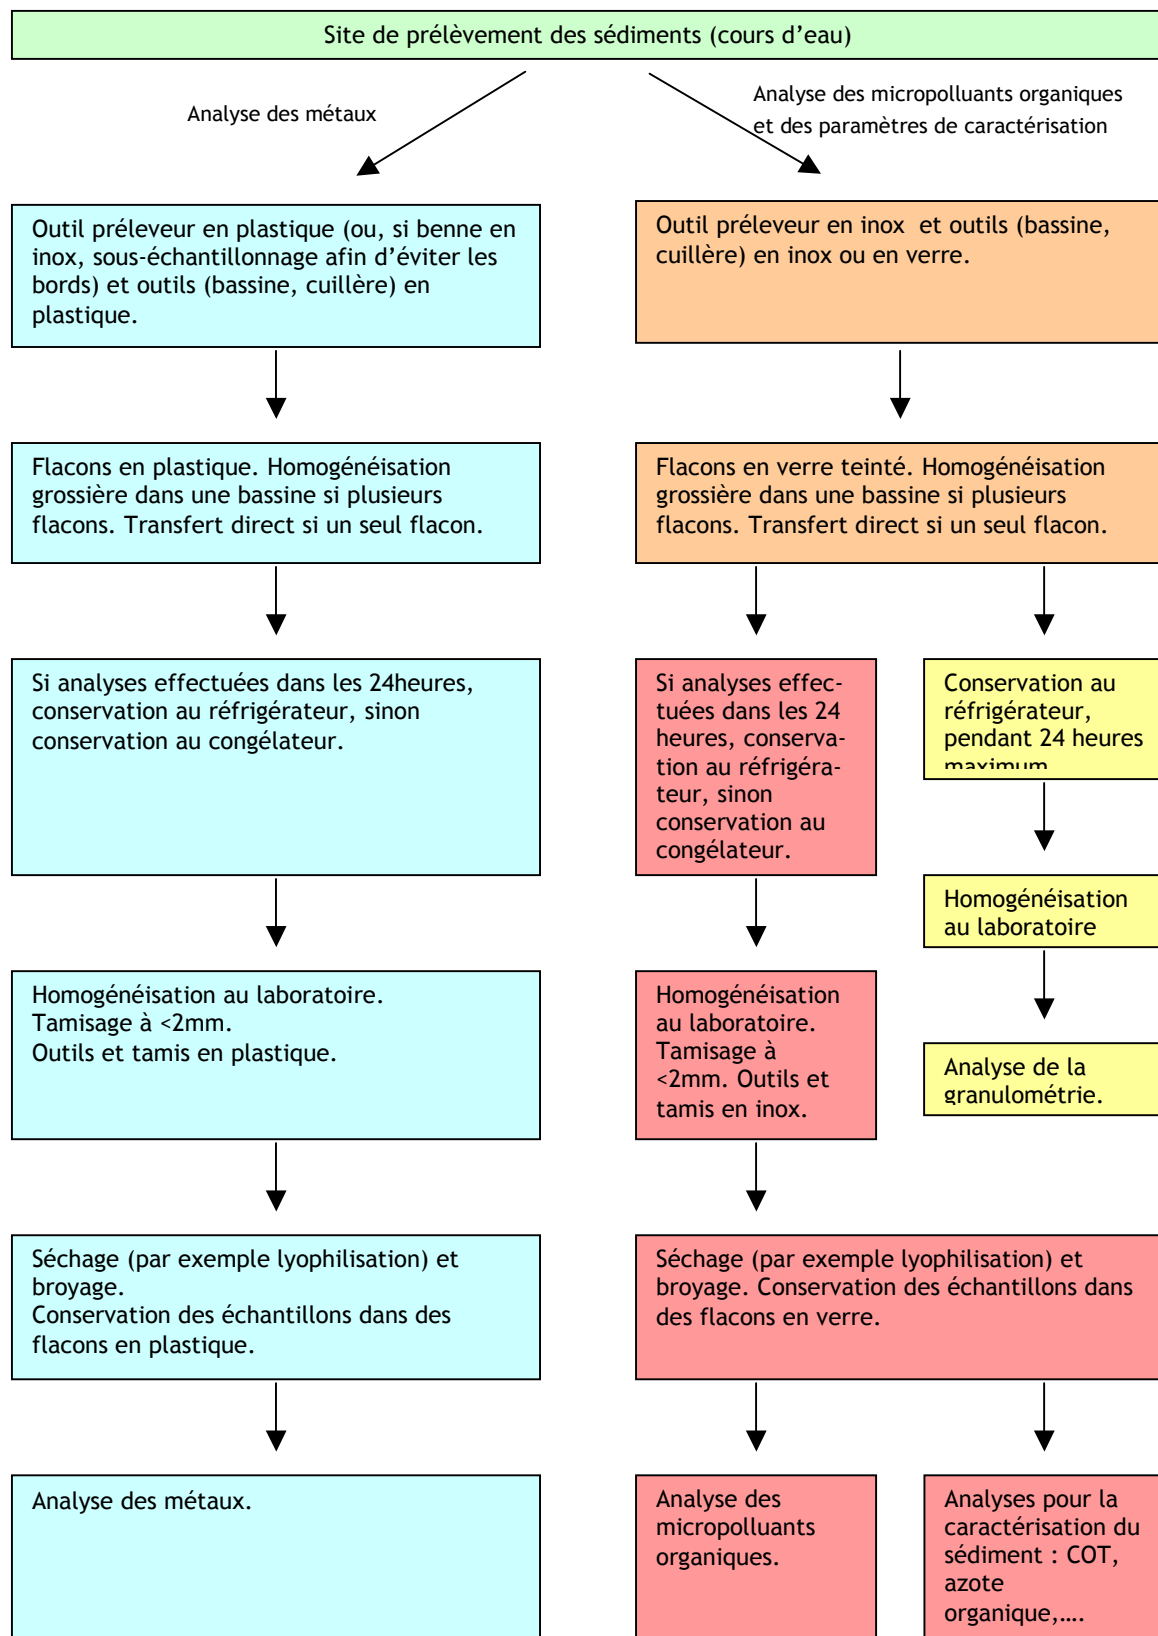 Site de prélèvement des sédiments (cours d’eau)
Analyse des métaux
Analyse des micropolluants organiques
et des paramètres de caractérisation
Outil préleveur en plastique (ou, si benne en
inox, sous-échantillonnage afin d’éviter les
bords) et outils (bassine, cuillère) en
plastique.
Outil préleveur en inox et outils (bassine,
cuillère) en inox ou en verre.
Flacons en plastique. Homogénéisation
grossière dans une bassine si plusieurs
flacons. Transfert direct si un seul flacon.
Flacons en verre teinté. Homogénéisation
grossière dans une bassine si plusieurs
flacons. Transfert direct si un seul flacon.
Si analyses effectuées dans les 24heures,
conservation au réfrigérateur, sinon
conservation au congélateur.
Si analyses effec-
tuées dans les 24
heures, conserva-
tion au réfrigéra-
teur, sinon
conservation au
congélateur.
Conservation au
réfrigérateur,
pendant 24 heures
maximum
Homogénéisation
au laboratoire
Homogénéisation au laboratoire.
Tamisage à <2mm.
Outils et tamis en plastique.
Homogénéisation
au laboratoire.
Tamisage à
<2mm. Outils et
tamis en inox.
Analyse de la
granulométrie.
Séchage (par exemple lyophilisation) et
broyage.
Conservation des échantillons dans des
flacons en plastique.
Séchage (par exemple lyophilisation) et
broyage. Conservation des échantillons dans
des flacons en verre.
Analyse des métaux.
Analyse des
micropolluants
organiques.
Analyses pour la
caractérisation du
sédiment : COT,
azote
organique,….